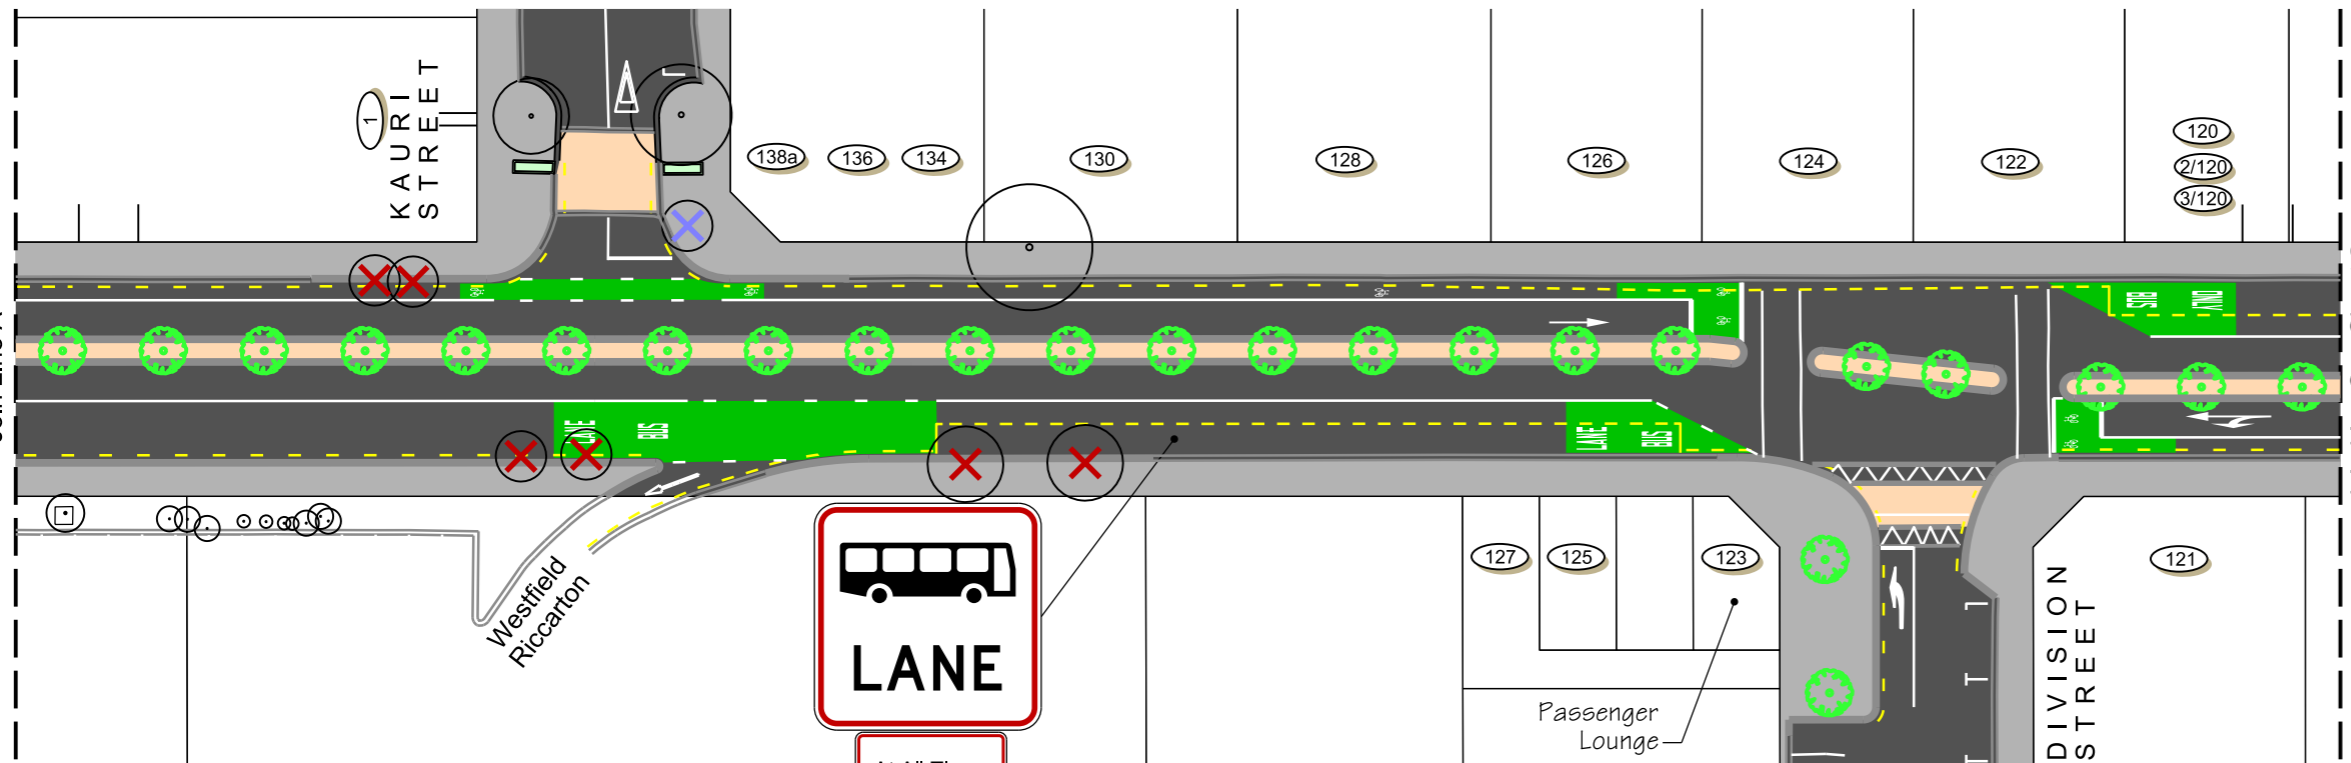 KAURI
STREET
1
138a
136
134
130
128
126
124
122
120
2/120
3/120
BUS
ONLY
LANE
BUS
LANE
BUS
Westfield
Riccarton
LANE
127
125
123
121
Passenger
Lounge
DIVISION
STREET